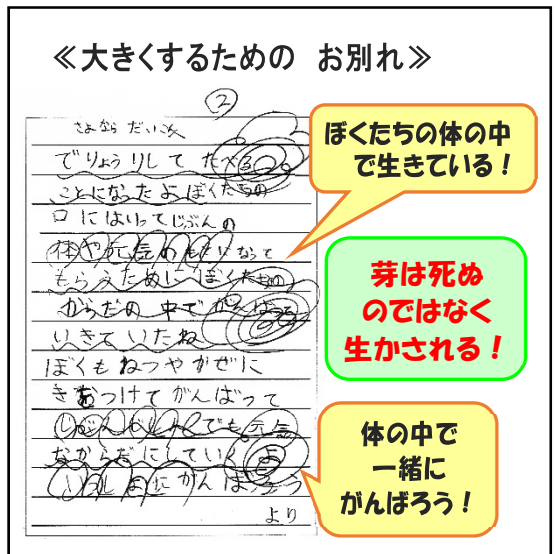 ≪大きくするための お別れ≫
②
さよなら だいこん
でりょうりして たべる
ことになったよぼくたちの
口にはいってじぶんの
体や元気のもとになって
もらうためにぼくたちの
からだの 中で がんばって
いきていたね
ぼくもねつやかぜに
きおつけてがんばって
でも元気
なからだにしていくよ
いっしょにがんばろう
より
ぼくたちの体の中
で生きている！
芽は死ぬ
のではなく
生かされる！
体の中で
一緒に
がんばろう！